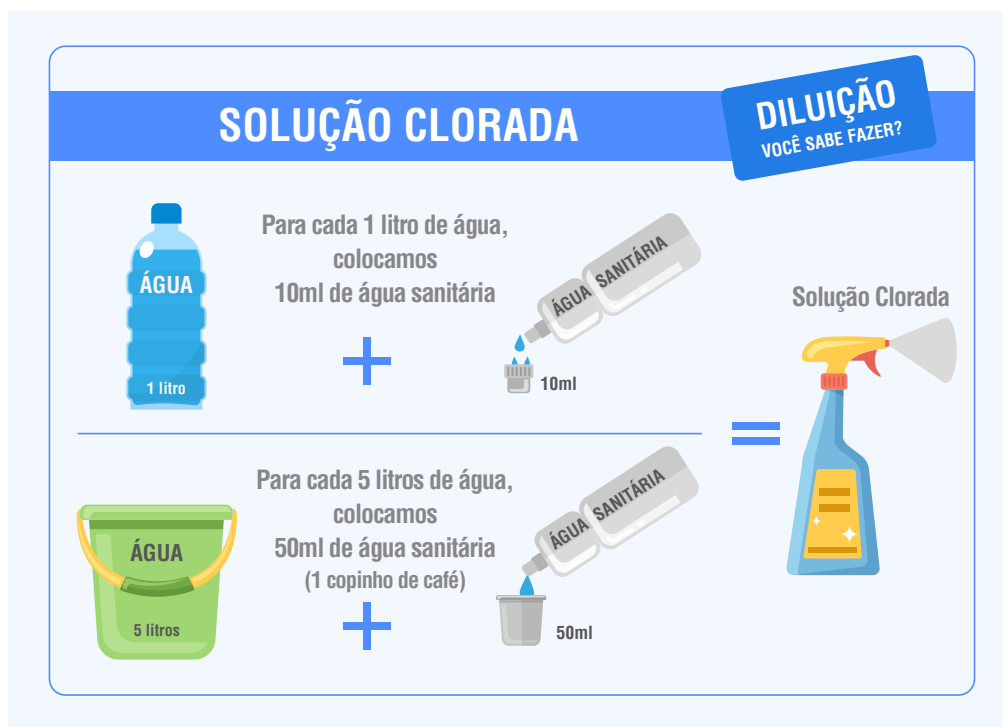 SOLUÇÃO CLORADA
DILUIÇÃO
VOCÊ SABE FAZER?
Para cada 1 litro de água,
colocamos
10ml de água sanitária
ÁGUA
1 litro
ÁGUA SANITÁRIA
10ml
Solução Clorada
Para cada 5 litros de água,
colocamos
50ml de água sanitária
(1 copinho de café)
ÁGUA
5 litros
ÁGUA SANITÁRIA
50ml